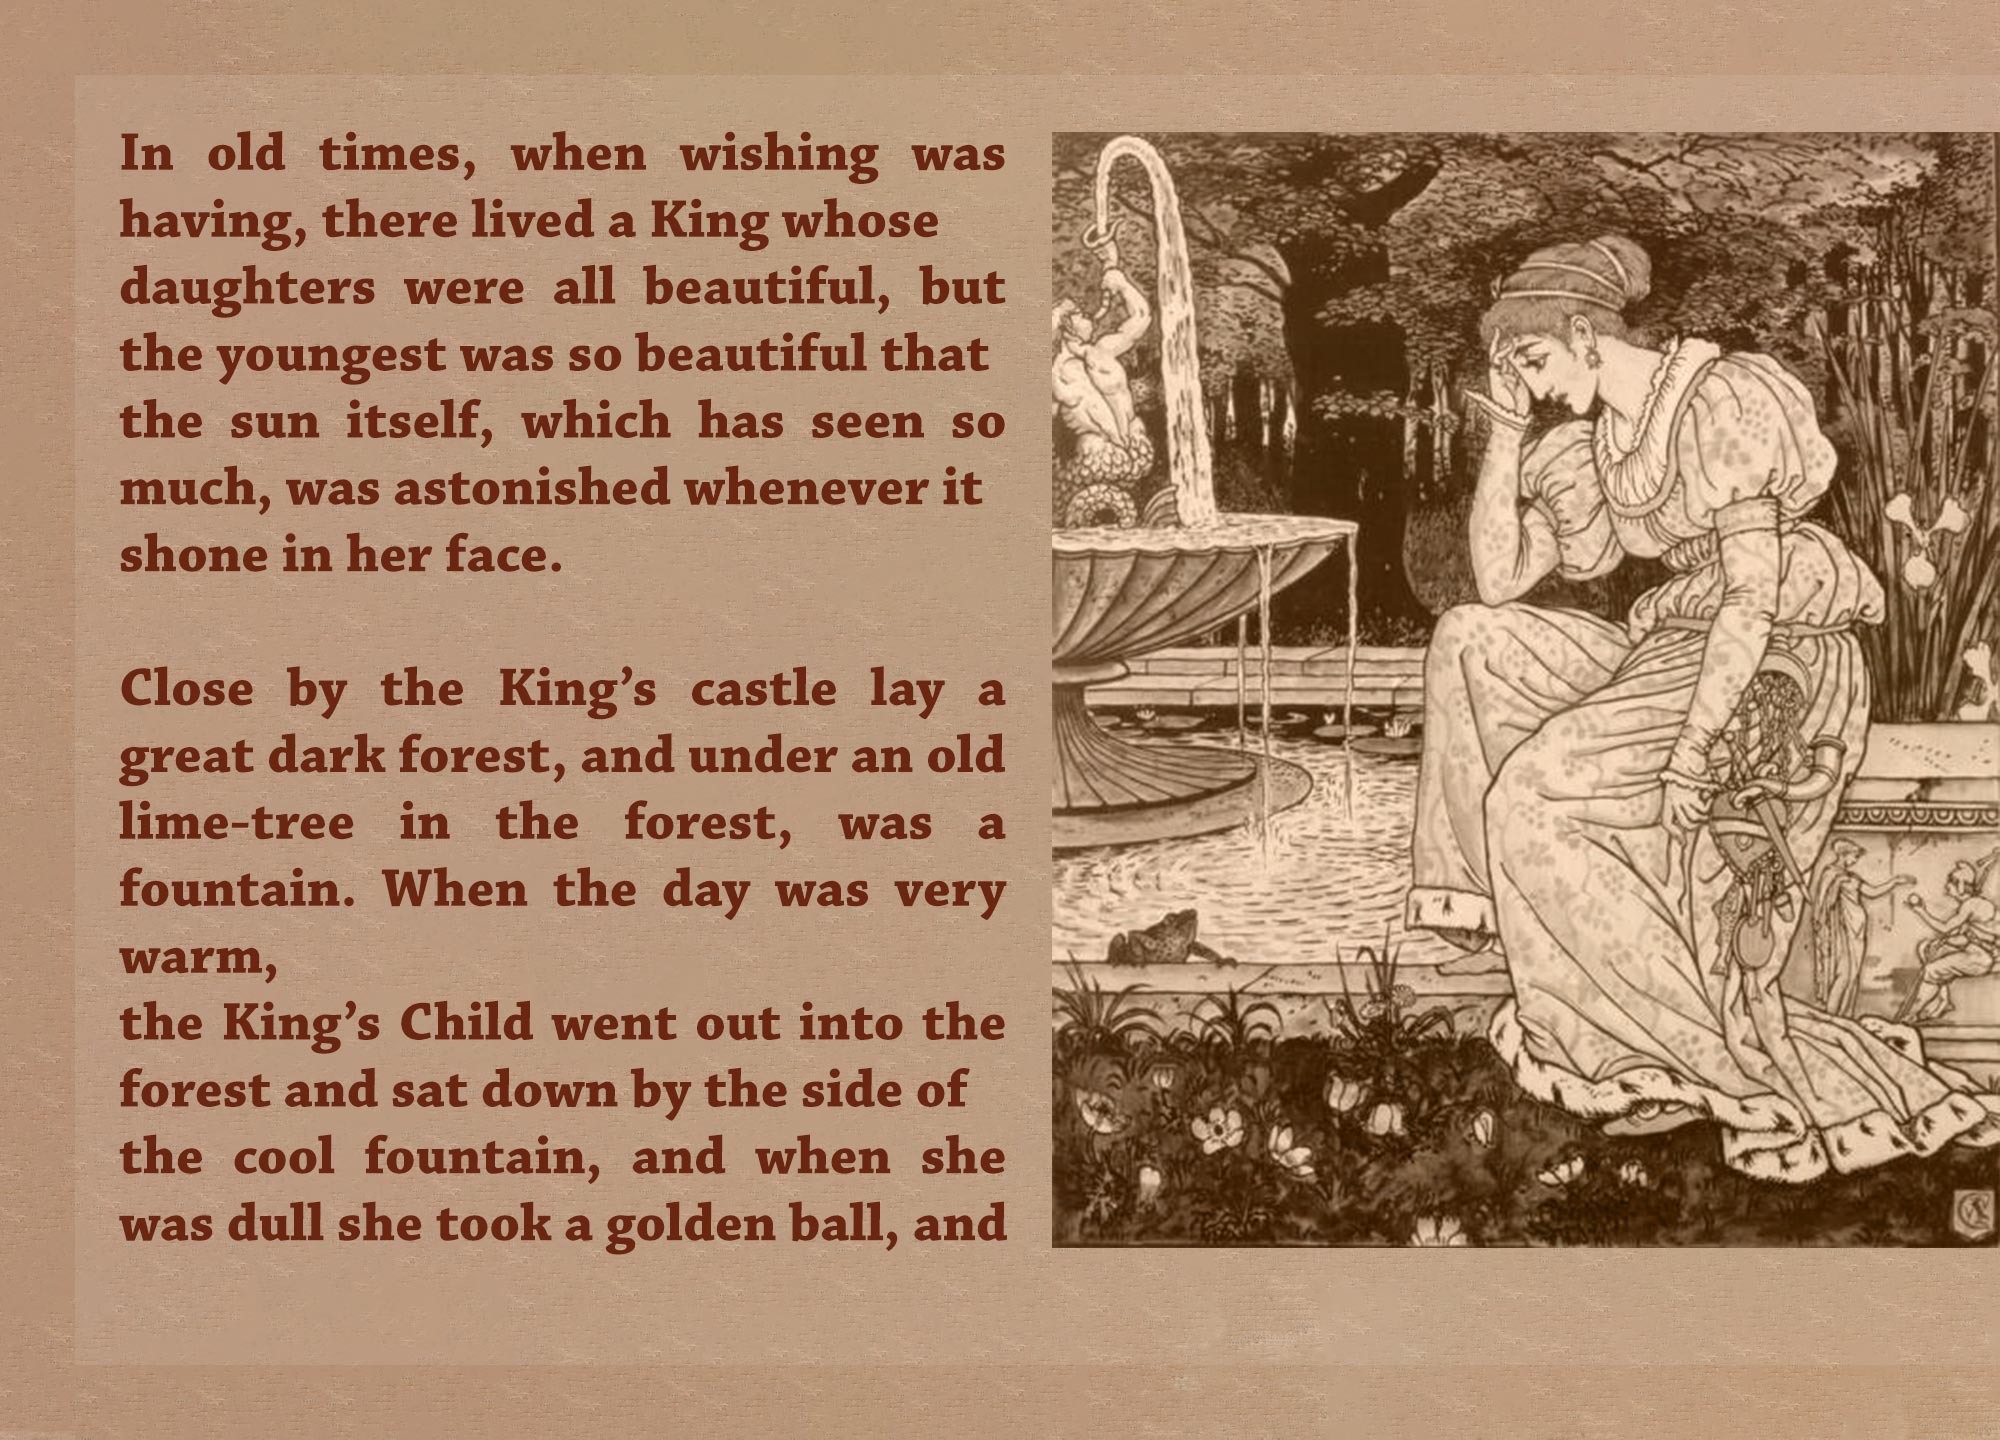 In old times, when wishing was
having, there lived a King whose
daughters were all beautiful, but
the youngest was so beautiful that
the sun itself, which has seen so
much, was astonished whenever it
shone in her face.
Close by the King’s castle lay a
great dark forest, and under an old
lime-tree in the forest, was a
fountain. When the day was very
warm,
the King’s Child went out into the
forest and sat down by the side of
the cool fountain, and when she
was dull she took a golden ball, and